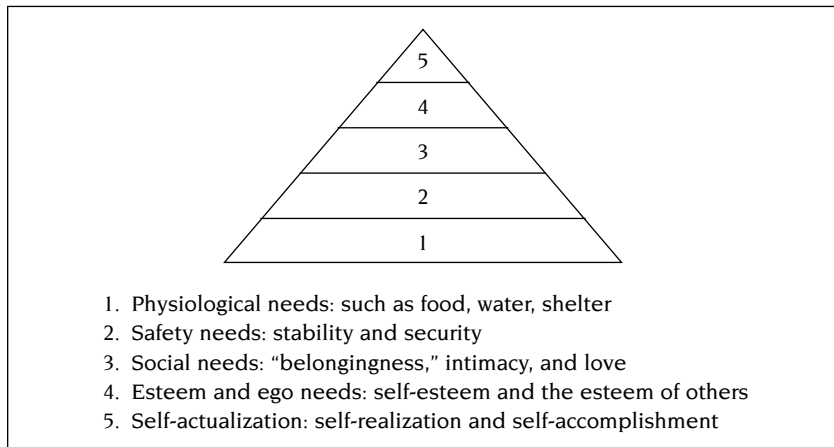 5
4
3
2
1
1. Physiological needs: such as food, water, shelter
2. Safety needs: stability and security
3. Social needs: “belongingness,” intimacy, and love
4. Esteem and ego needs: self-esteem and the esteem of others
5. Self-actualization: self-realization and self-accomplishment